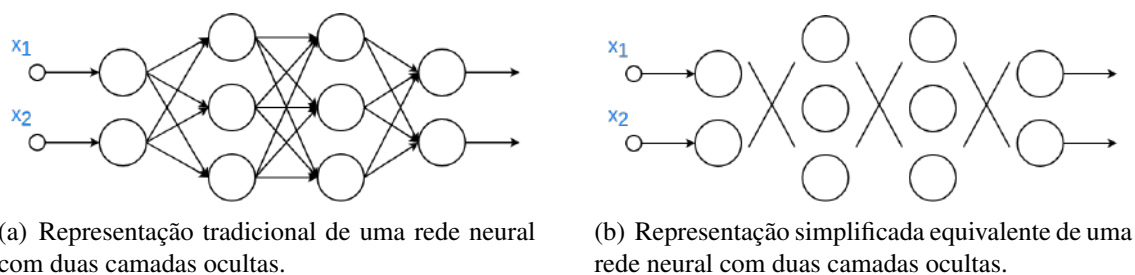 x1
x2
x1
x2
(a) Representação tradicional de uma rede neural
com duas camadas ocultas.
(b) Representação simplificada equivalente de uma
rede neural com duas camadas ocultas.